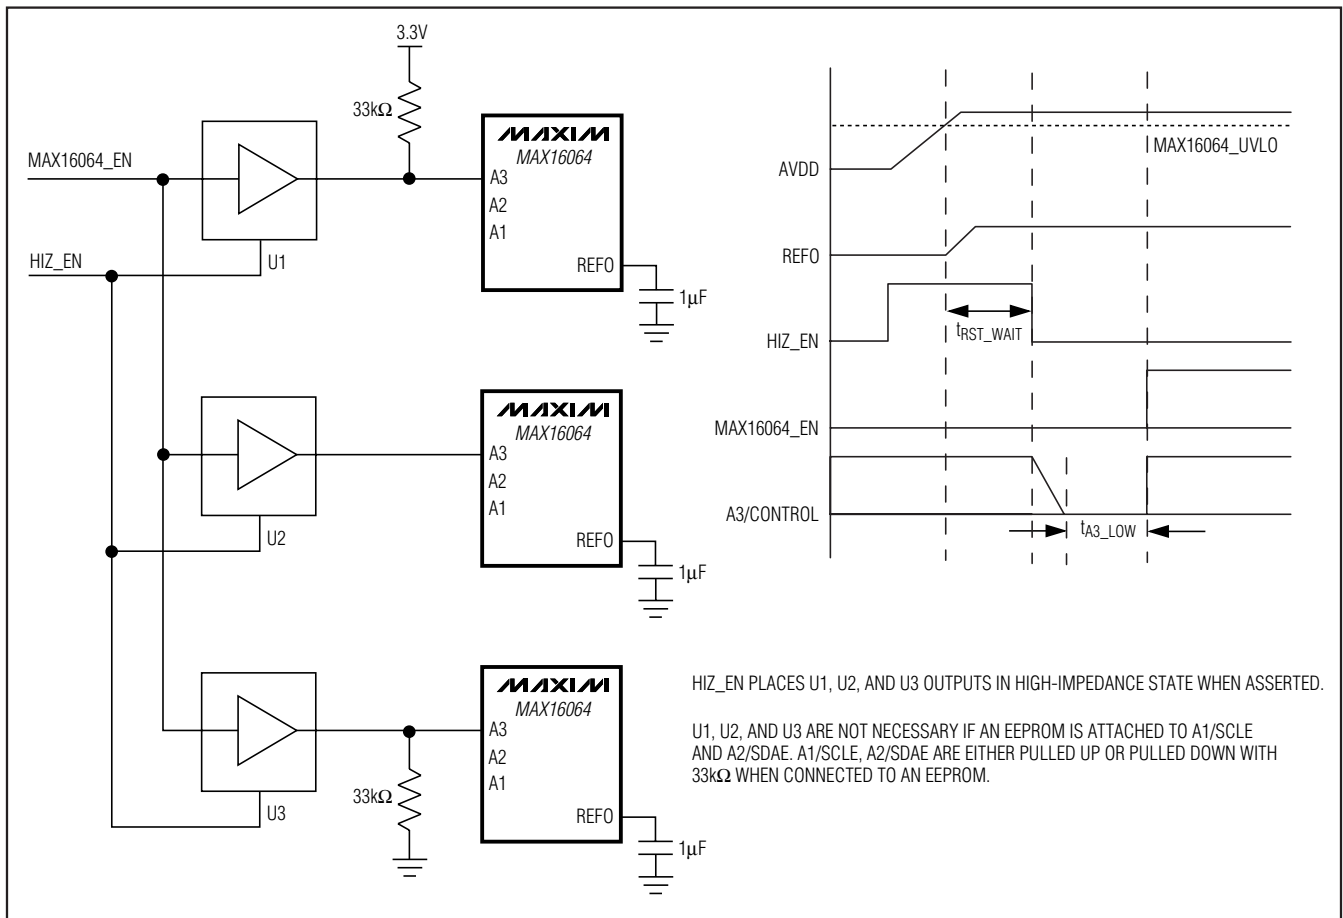 3.3V
33kΩ
MAX16064_EN
HIZ_EN
U1
MAXIM
MAX16064
A3
A2
A1
REFO
1µF
U2
MAXIM
MAX16064
A3
A2
A1
REFO
1µF
U3
33kΩ
MAXIM
MAX16064
A3
A2
A1
REFO
1µF
AVDD
MAX16064_UVLO
REFO
HIZ_EN
tRST_WAIT
MAX16064_EN
A3/CONTROL
tA3_LOW
HIZ_EN PLACES U1, U2, AND U3 OUTPUTS IN HIGH-IMPEDANCE STATE WHEN ASSERTED.
U1, U2, AND U3 ARE NOT NECESSARY IF AN EEPROM IS ATTACHED TO A1/SCLE
AND A2/SDAE. A1/SCLE, A2/SDAE ARE EITHER PULLED UP OR PULLED DOWN WITH
33kΩ WHEN CONNECTED TO AN EEPROM.